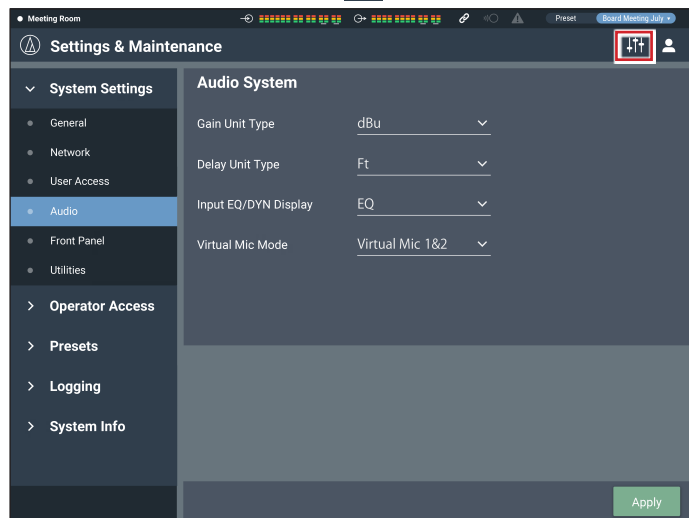 Meeting Room
Preset
Board Meeting July
Settings & Maintenance
System Settings
General
Network
User Access
Audio
Front Panel
Utilities
Operator Access
Presets
Logging
System Info
Audio System
Gain Unit Type dBu
Delay Unit Type Ft
Input EQ/DYN Display EQ
Virtual Mic Mode Virtual Mic 1&2
Apply